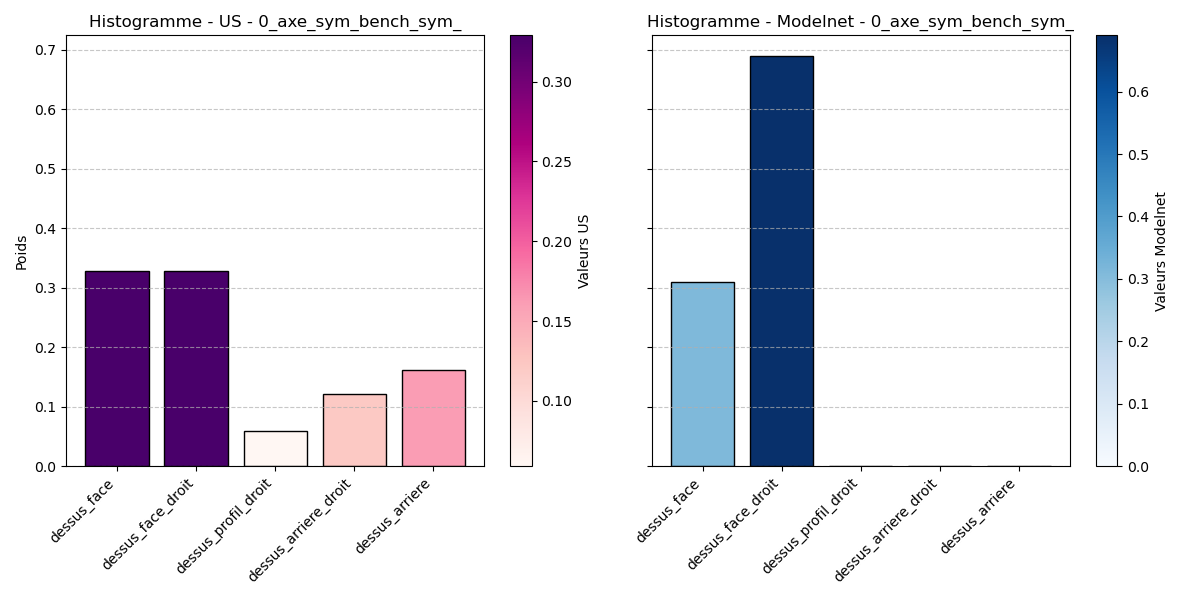 Histogramme - US - 0_axe_sym_bench_sym_
Poids
0.7
0.6
0.5
0.4
0.3
0.2
0.1
0.0
dessus_face
dessus_face_droit
dessus_profil_droit
dessus_arriere_droit
dessus_arriere
0.30
0.25
0.20
0.15
0.10
Valeurs US
Histogramme - Modelnet - 0_axe_sym_bench_sym_
dessus_face
dessus_face_droit
dessus_profil_droit
dessus_arriere_droit
dessus_arriere
0.6
0.5
0.4
0.3
0.2
0.1
0.0
Valeurs Modelnet